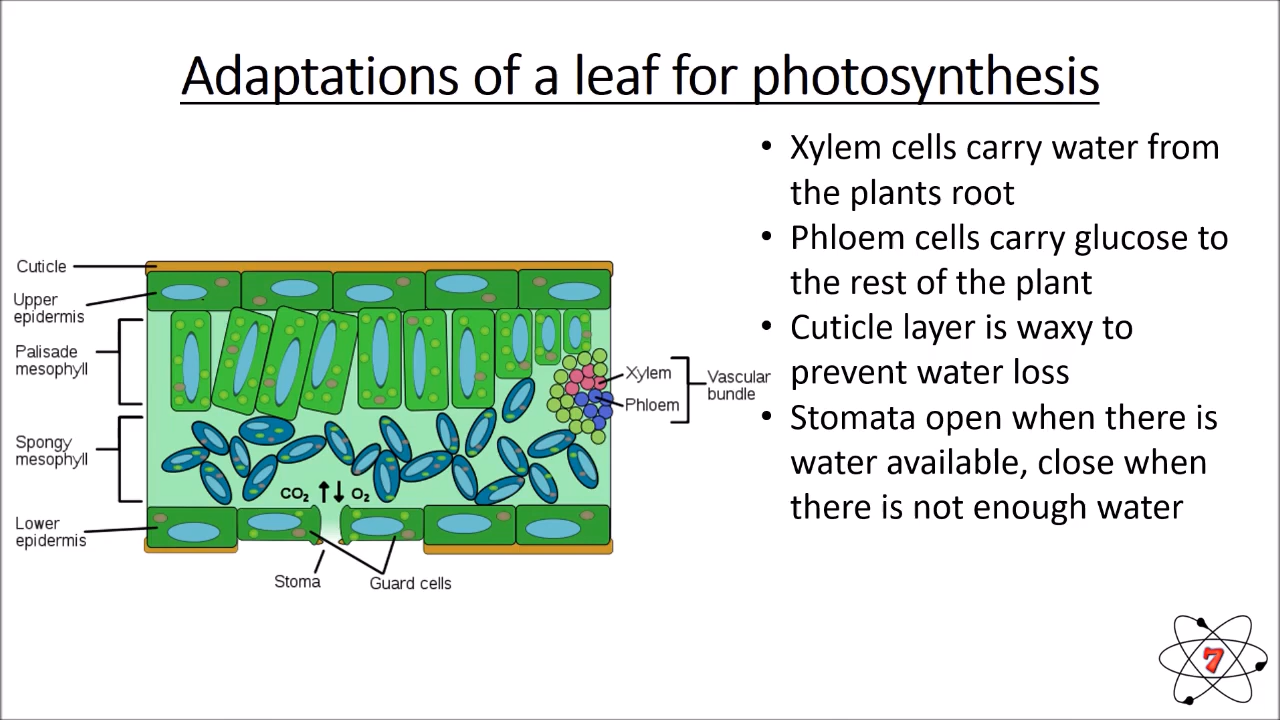 Adaptations of a leaf for photosynthesis
• Xylem cells carry water from
the plants root
• Phloem cells carry glucose to
the rest of the plant
• Cuticle layer is waxy to
prevent water loss
• Stomata open when there is
water available, close when
there is not enough water
Cuticle
Upper
epidermis
Palisade
mesophyll
Spongy
mesophyll
Lower
epidermis
CO₂ O₂
Stoma
Guard cells
Xylem
Phloem
Vascular
bundle
7